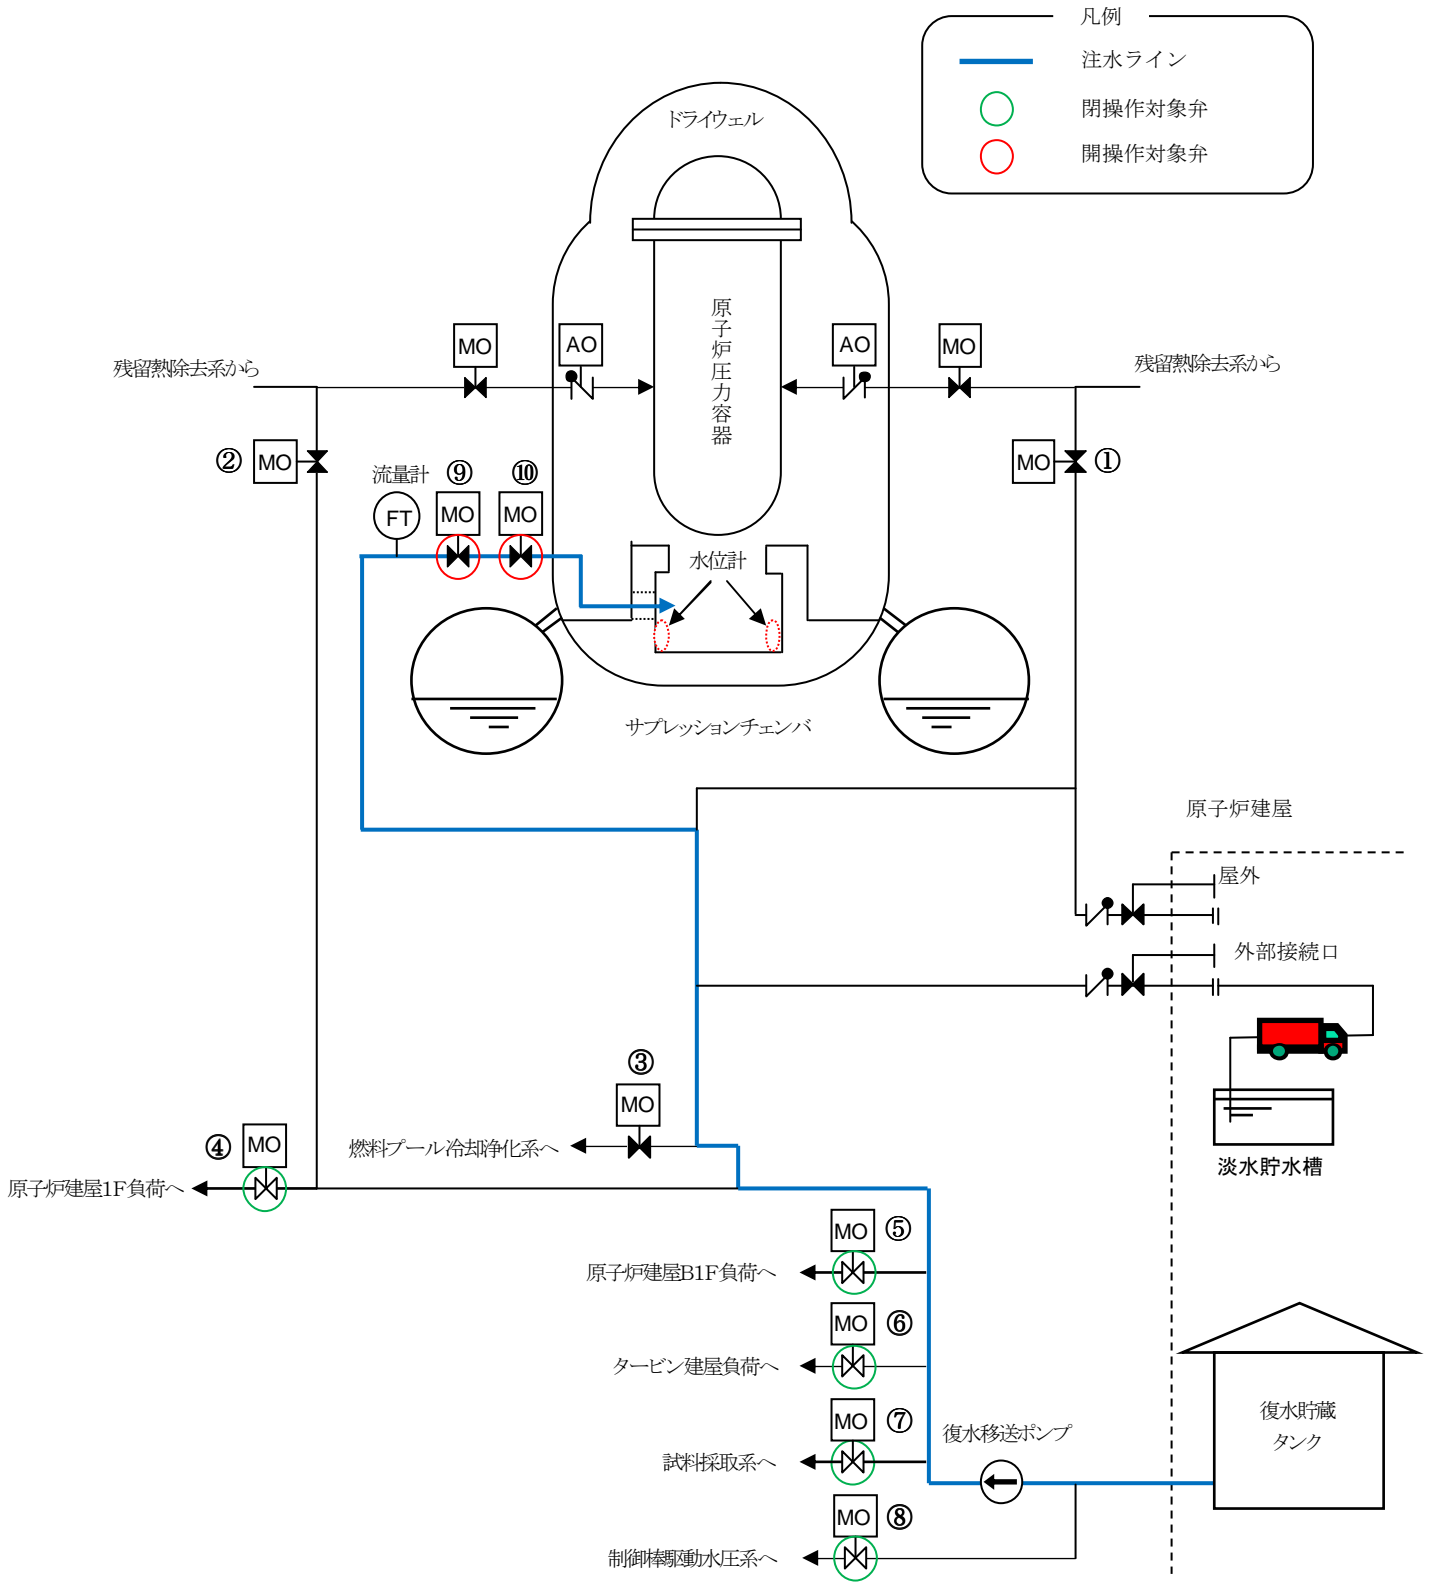 凡例
注水ライン
閉操作対象弁
開操作対象弁
ドライウェル
原子炉圧力容器
MO
AO
AO
MO
残留熱除去系から
残留熱除去系から
②
MO
MO
①
流量計
⑨
⑩
FT
MO
MO
水位計
サプレッションチェンバ
原子炉建屋
屋外
外部接続口
淡水貯水槽
③
MO
燃料プール冷却浄化系へ
④
MO
原子炉建屋1F負荷へ
MO
⑤
原子炉建屋B1F負荷へ
MO
⑥
タービン建屋負荷へ
MO
⑦
試料採取系へ
復水移送ポンプ
復水貯蔵
タンク
MO
⑧
制御棒駆動水圧系へ